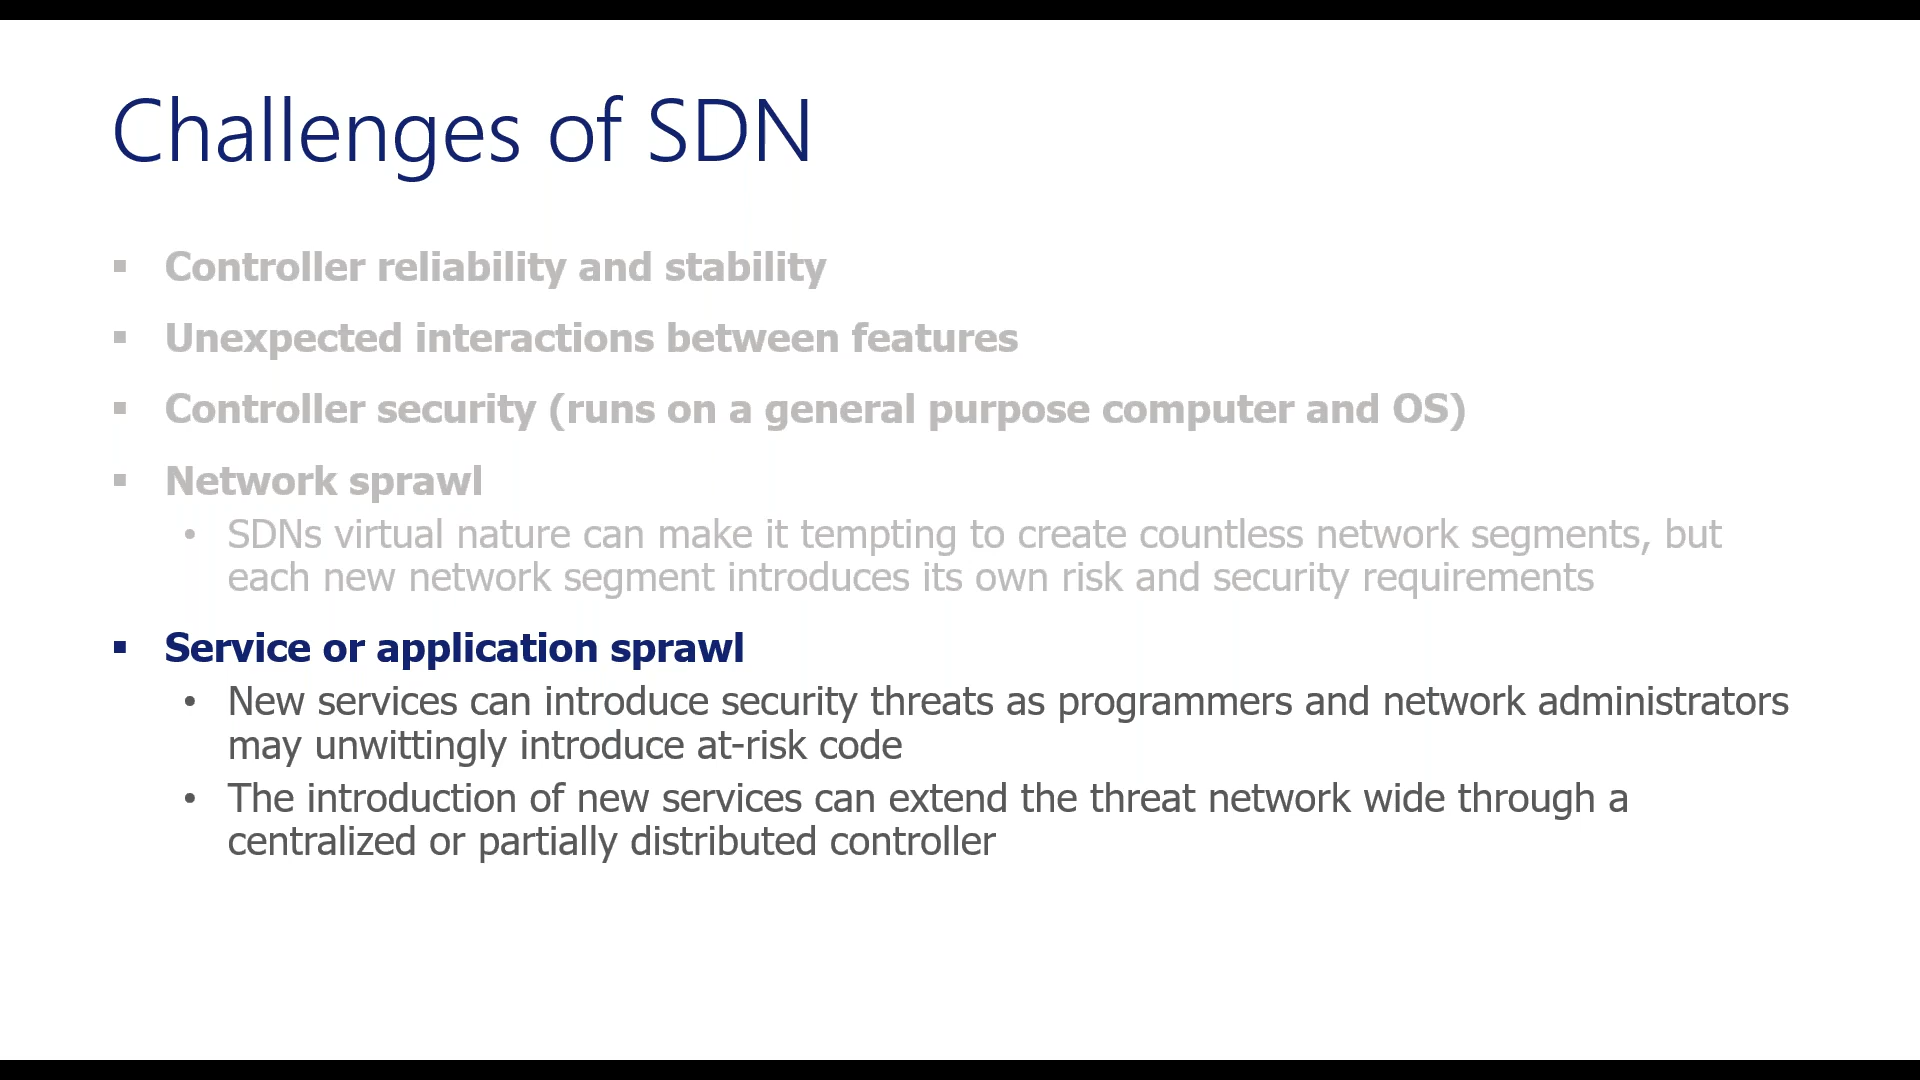 Challenges of SDN
▪ Controller reliability and stability
▪ Unexpected interactions between features
▪ Controller security (runs on a general purpose computer and OS)
▪ Network sprawl
• SDNs virtual nature can make it tempting to create countless network segments, but
each new network segment introduces its own risk and security requirements
▪ Service or application sprawl
• New services can introduce security threats as programmers and network administrators
may unwittingly introduce at-risk code
• The introduction of new services can extend the threat network wide through a
centralized or partially distributed controller